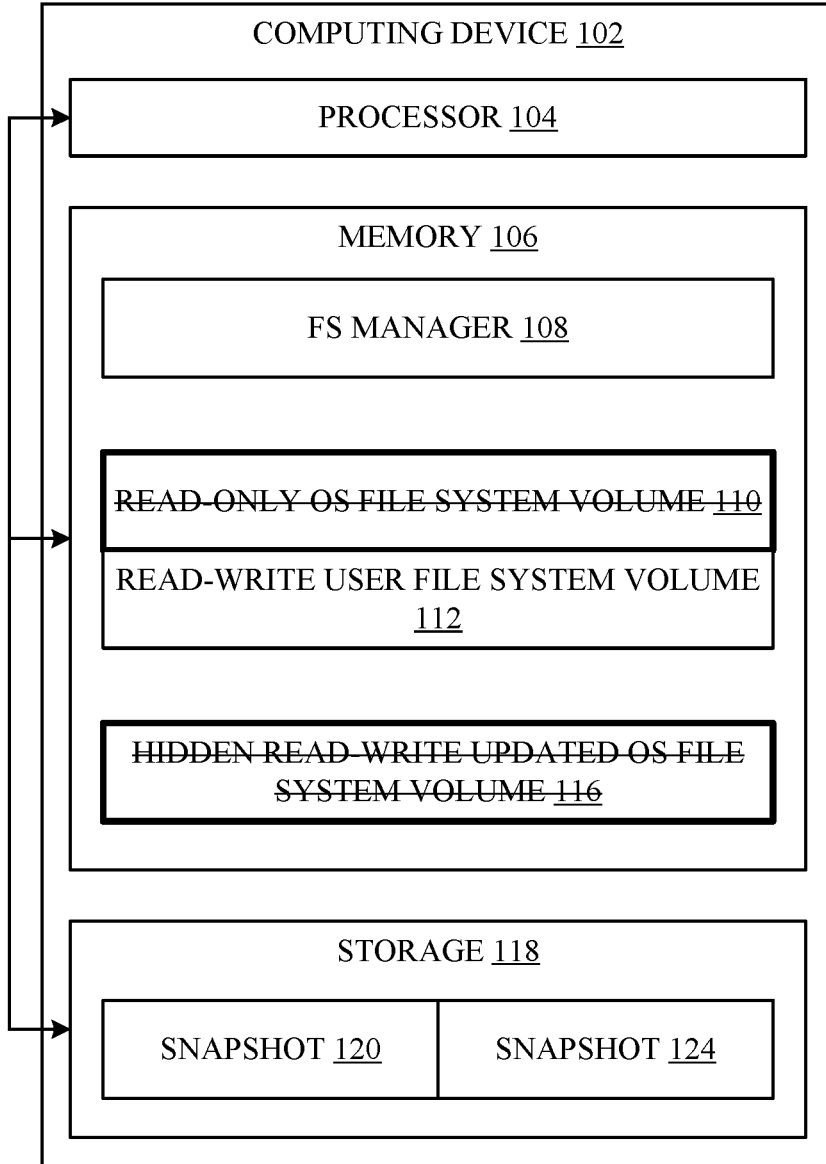 COMPUTING DEVICE 102
PROCESSOR 104
MEMORY 106
FS MANAGER 108
READ-ONLY OS FILE SYSTEM VOLUME 110
READ-WRITE USER FILE SYSTEM VOLUME
112
HIDDEN READ-WRITE UPDATED OS FILE
SYSTEM VOLUME 116
STORAGE 118
SNAPSHOT 120
SNAPSHOT 124